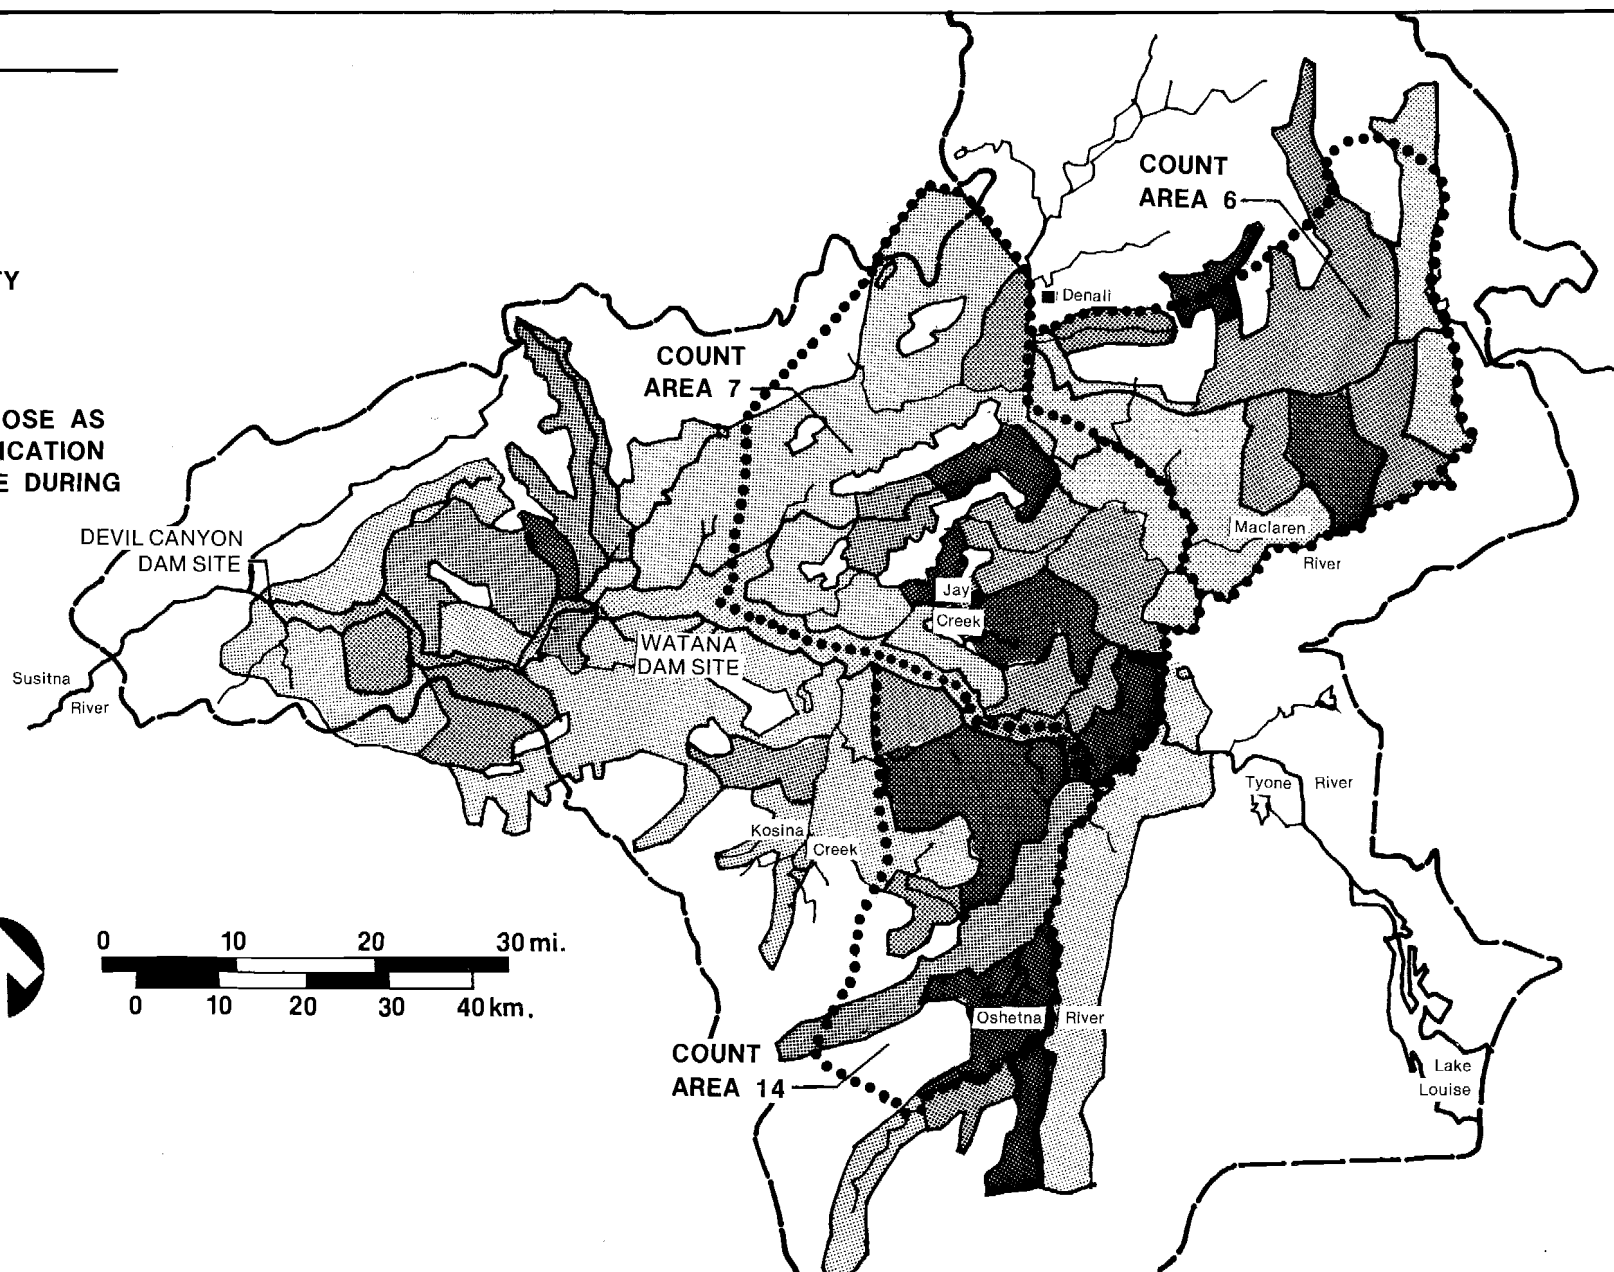 TY
OSE AS
ICATION
E DURING
COUNT
AREA 6
Denali
COUNT
AREA 7
DEVIL CANYON
DAM SITE
Maclaren
River
Jay
Creek
WATANA
DAM SITE
Susitna
River
Tyone River
Kosina
Creek
0 10 20 30 mi.
0 10 20 30 40 km.
Oshetna River
COUNT
AREA 14
Lake
Louise